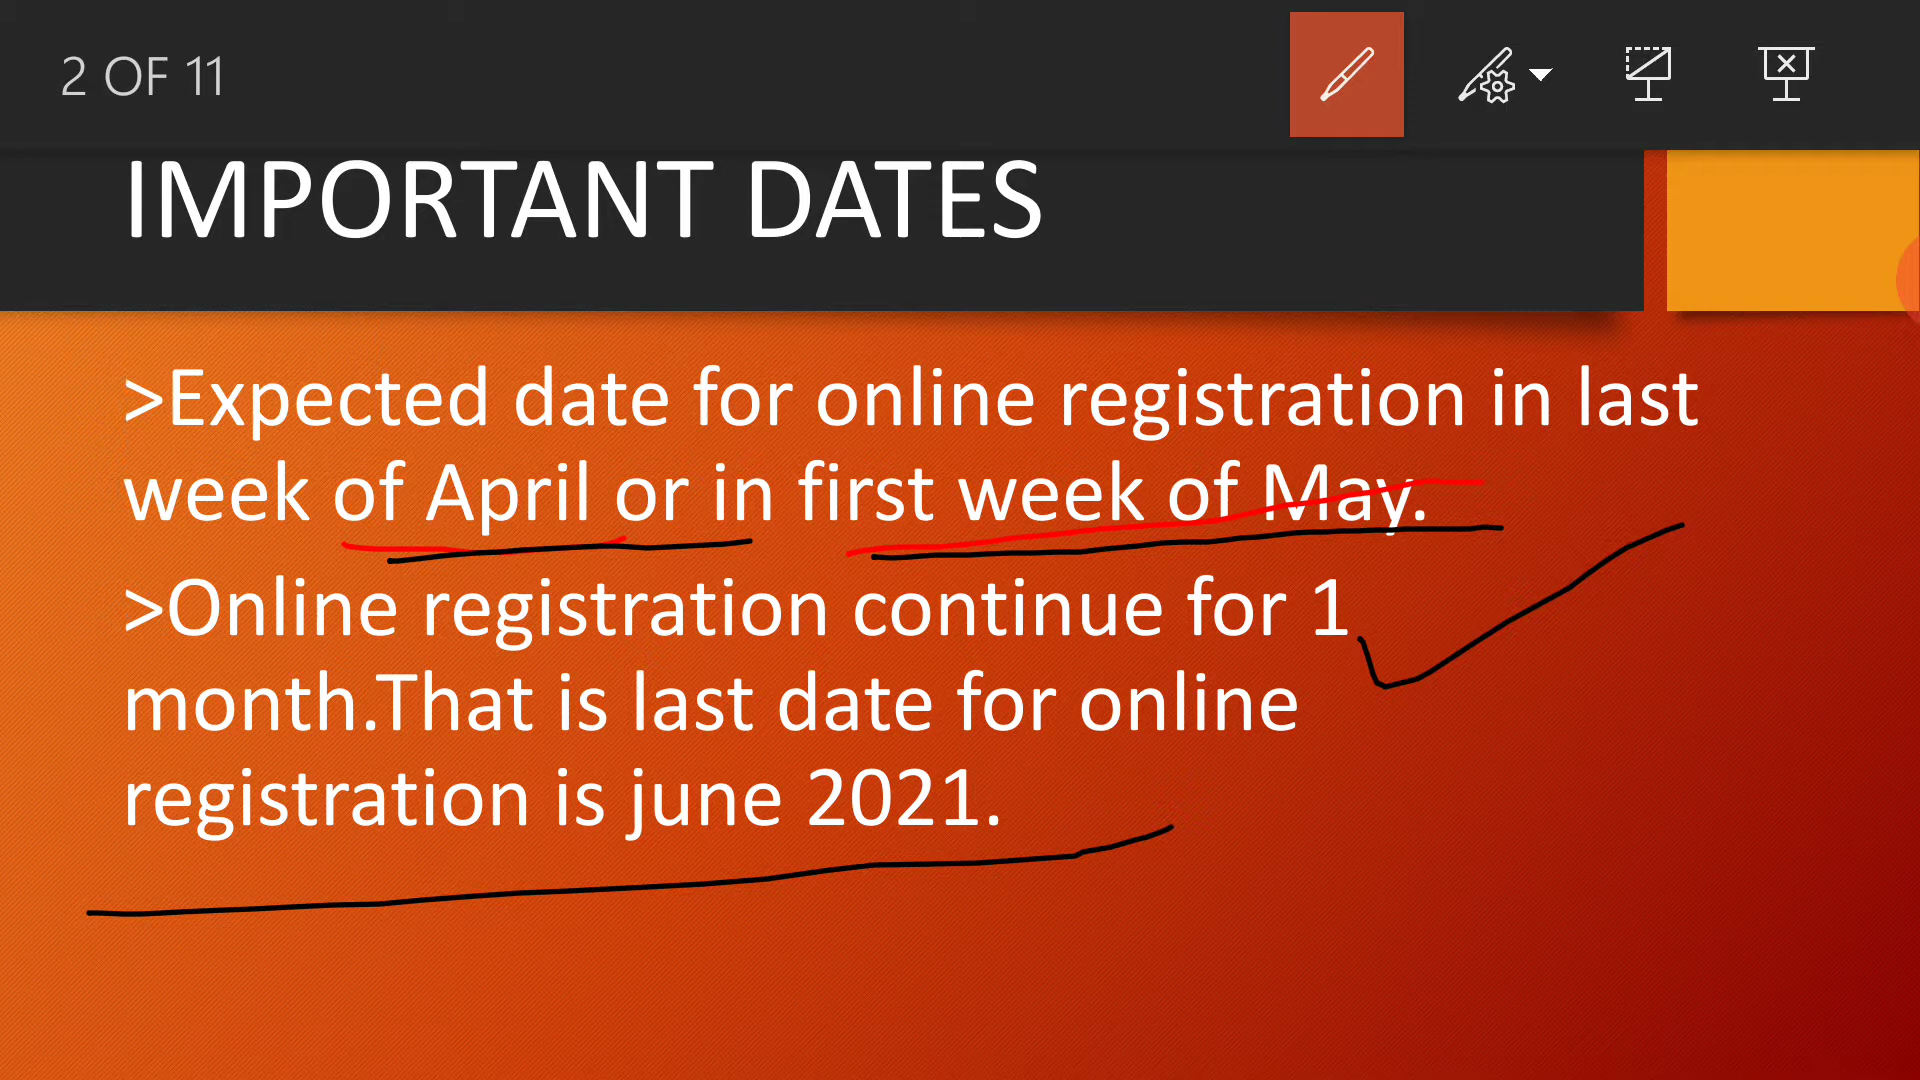 2 OF 11
IMPORTANT DATES
>Expected date for online registration in last
week of April or in first week of May.
>Online registration continue for 1
month.That is last date for online
registration is june 2021.